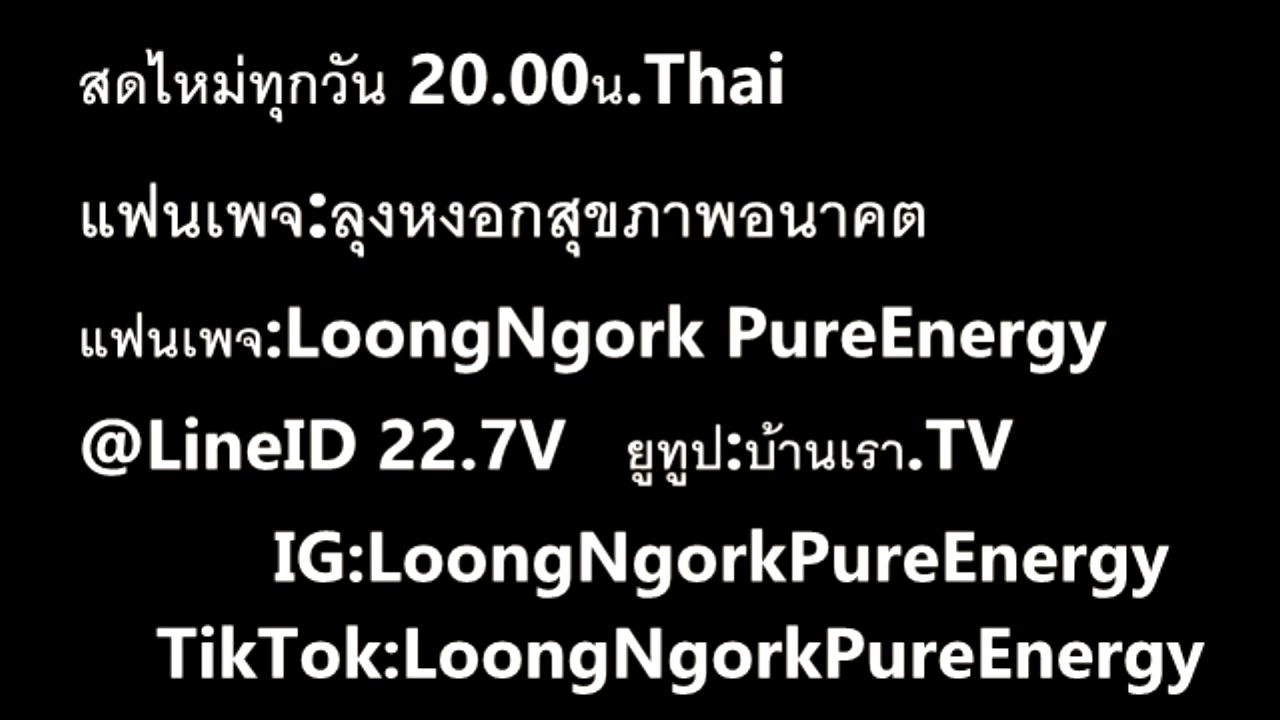 สดใหม่ทุกวัน 20.00น.Thai
แฟนเพจ:ลุงหงอกสุขภาพอนาคต
แฟนเพจ:LoongNgork PureEnergy
@LineID 22.7V ยูทูป:บ้านเรา.TV
IG:LoongNgorkPureEnergy
TikTok:LoongNgorkPureEnergy